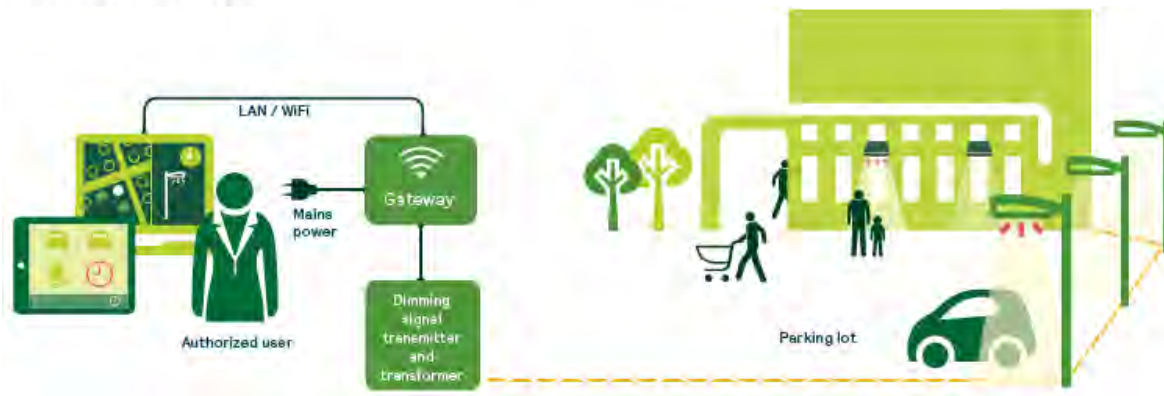 LAN / WiFi
Gateway
Mains
power
Authorized user
Dimming
signal
transmitter
and
transformer
Parking lot